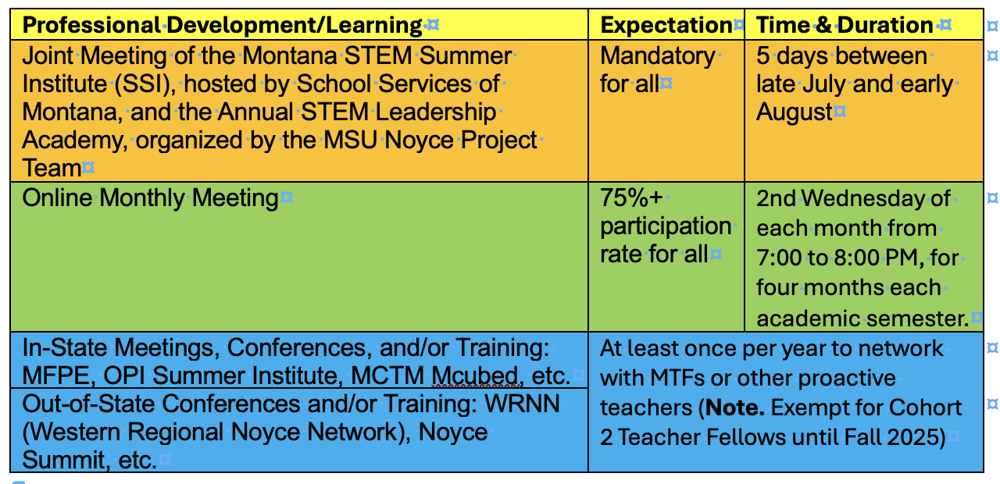 Professional Development/Learning
Expectation
Time & Duration
Joint Meeting of the Montana STEM Summer
Institute (SSI), hosted by School Services of
Montana, and the Annual STEM Leadership
Academy, organized by the MSU Noyce Project
Team
Mandatory
for all
5 days between
late July and early
August
Online Monthly Meeting
75%+
participation
rate for all
2nd Wednesday of
each month from
7:00 to 8:00 PM, for
four months each
academic semester.
In-State Meetings, Conferences, and/or Training:
MFPE, OPI Summer Institute, MCTM Mcubed, etc.
Out-of-State Conferences and/or Training: WRNN
(Western Regional Noyce Network), Noyce
Summit, etc.
At least once per year to network
with MTFs or other proactive
teachers (Note. Exempt for Cohort
2 Teacher Fellows until Fall 2025)